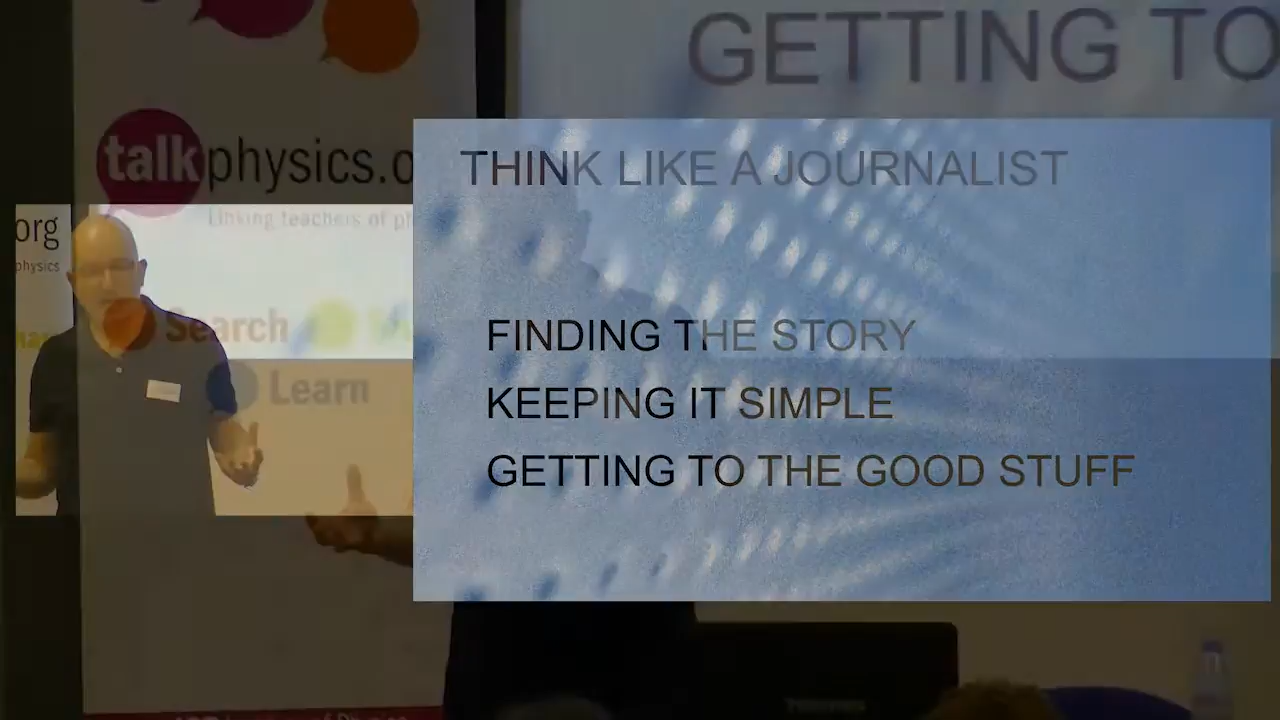 GETTING TO
talkphysics.o
Linking teachers of ph
org
physics
Search
Learn
THINK LIKE A JOURNALIST
FINDING THE STORY
KEEPING IT SIMPLE
GETTING TO THE GOOD STUFF